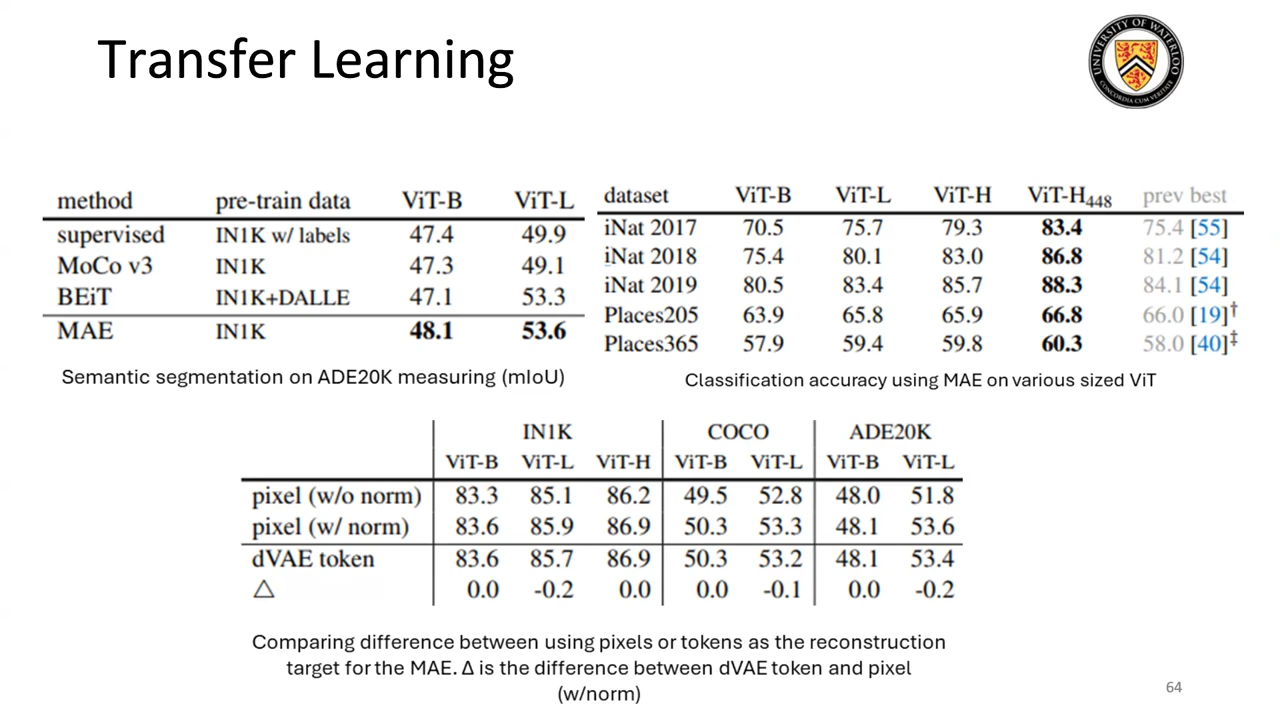 Transfer Learning
UNIVERSITY OF WATERLOO
CONCORDIA CUM VERITATE
method pre-train data ViT-B ViT-L
supervised IN1K w/ labels 47.4 49.9
MoCo v3 IN1K 47.3 49.1
BEiT IN1K+DALLE 47.1 53.3
MAE IN1K 48.1 53.6
Semantic segmentation on ADE20K measuring (mIoU)
dataset ViT-B ViT-L ViT-H ViT-H448 prev best
iNat 2017 70.5 75.7 79.3 83.4 75.4 [55]
iNat 2018 75.4 80.1 83.0 86.8 81.2 [54]
iNat 2019 80.5 83.4 85.7 88.3 84.1 [54]
Places205 63.9 65.8 65.9 66.8 66.0 [19]†
Places365 57.9 59.4 59.8 60.3 58.0 [40]‡
Classification accuracy using MAE on various sized ViT
IN1K COCO ADE20K
ViT-B ViT-L ViT-H ViT-B ViT-L ViT-B ViT-L
pixel (w/o norm) 83.3 85.1 86.2 49.5 52.8 48.0 51.8
pixel (w/ norm) 83.6 85.9 86.9 50.3 53.3 48.1 53.6
dVAE token 83.6 85.7 86.9 50.3 53.2 48.1 53.4
△ 0.0 -0.2 0.0 0.0 -0.1 0.0 -0.2
Comparing difference between using pixels or tokens as the reconstruction
target for the MAE. Δ is the difference between dVAE token and pixel
(w/norm)
64